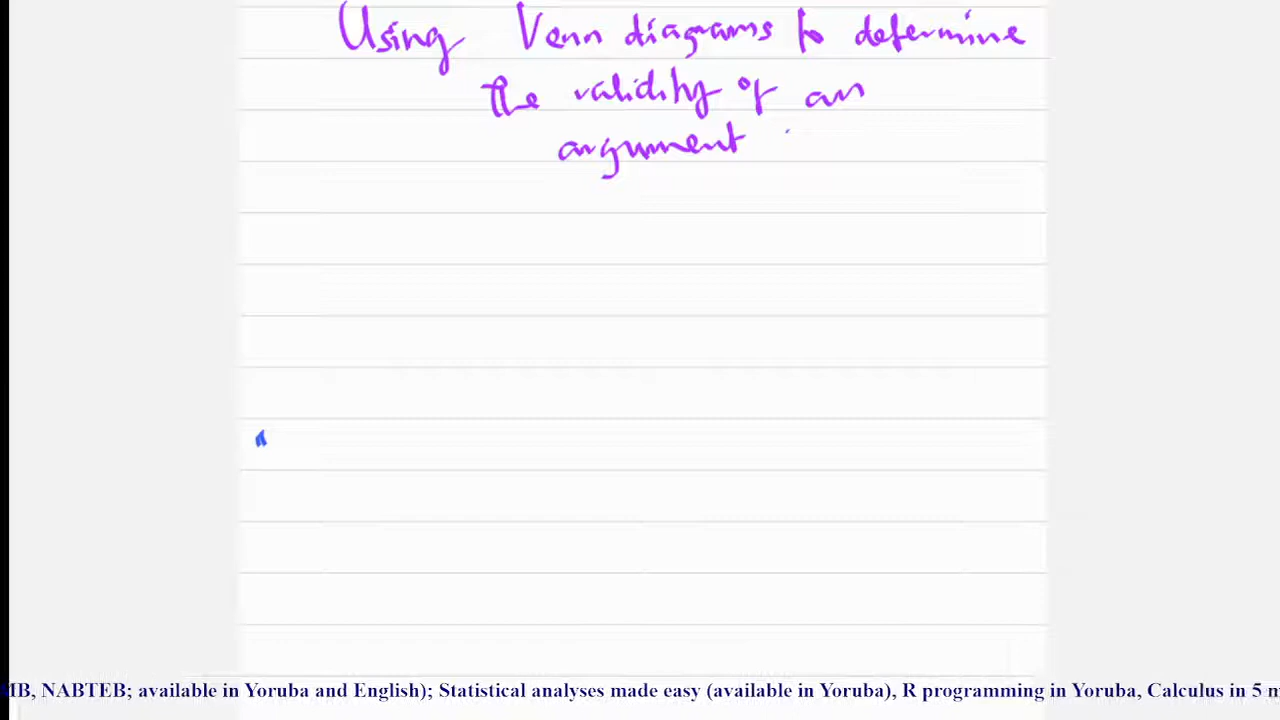 Using Venn diagrams to determine
the validity of an
argument
MB, NABTEB; available in Yoruba and English); Statistical analyses made easy (available in Yoruba), R programming in Yoruba, Calculus in 5 m